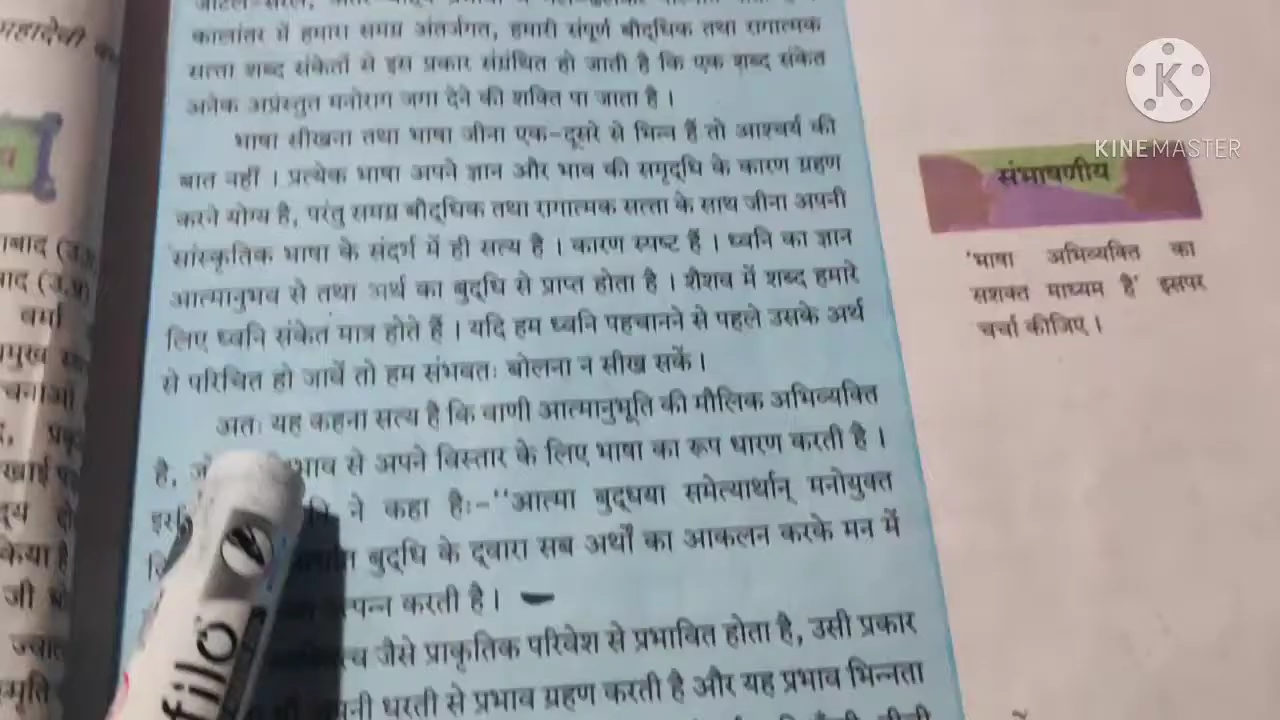 महादेवी
कालांतर में हमारा समग्र अंतर्जगत, हमारी संपूर्ण बौद्धिक तथा रागात्मक
सत्ता शब्द संकेतों से इस प्रकार संग्रथित हो जाती है कि एक शब्द संकेत
अनेक अप्रस्तुत मनोराग जगा देने की शक्ति पा जाता है ।
भाषा सीखना तथा भाषा जीना एक-दूसरे से भिन्न हैं तो आश्चर्य की
बात नहीं । प्रत्येक भाषा अपने ज्ञान और भाव की समृद्धि के कारण ग्रहण
करने योग्य है, परंतु समग्र बौद्धिक तथा रागात्मक सत्ता के साथ जीना अपनी
सांस्कृतिक भाषा के संदर्भ में ही सत्य है । कारण स्पष्ट हैं । ध्वनि का ज्ञान
आत्मानुभव से तथा अर्थ का बुद्धि से प्राप्त होता है । शैशव में शब्द हमारे
लिए ध्वनि संकेत मात्र होते हैं । यदि हम ध्वनि पहचानने से पहले उसके अर्थ
से परिचित हो जावें तो हम संभवतः बोलना न सीख सकें ।
अतः यह कहना सत्य है कि वाणी आत्मानुभूति की मौलिक अभिव्यक्ति
है, भाव से अपने विस्तार के लिए भाषा का रूप धारण करती है ।
ने कहा हैः-''आत्मा बुद्धया समेत्यार्थान् मनोयुक्त
बुद्धि के द्वारा सब अर्थों का आकलन करके मन में
करती है ।
जैसे प्राकृतिक परिवेश से प्रभावित होता है, उसी प्रकार
धरती से प्रभाव ग्रहण करती है और यह प्रभाव भिन्नता
संभाषणीय
'भाषा अभिव्यक्ति का
सशक्त माध्यम है' इसपर
चर्चा कीजिए ।
वर्मा
filo
K
KINEMASTER